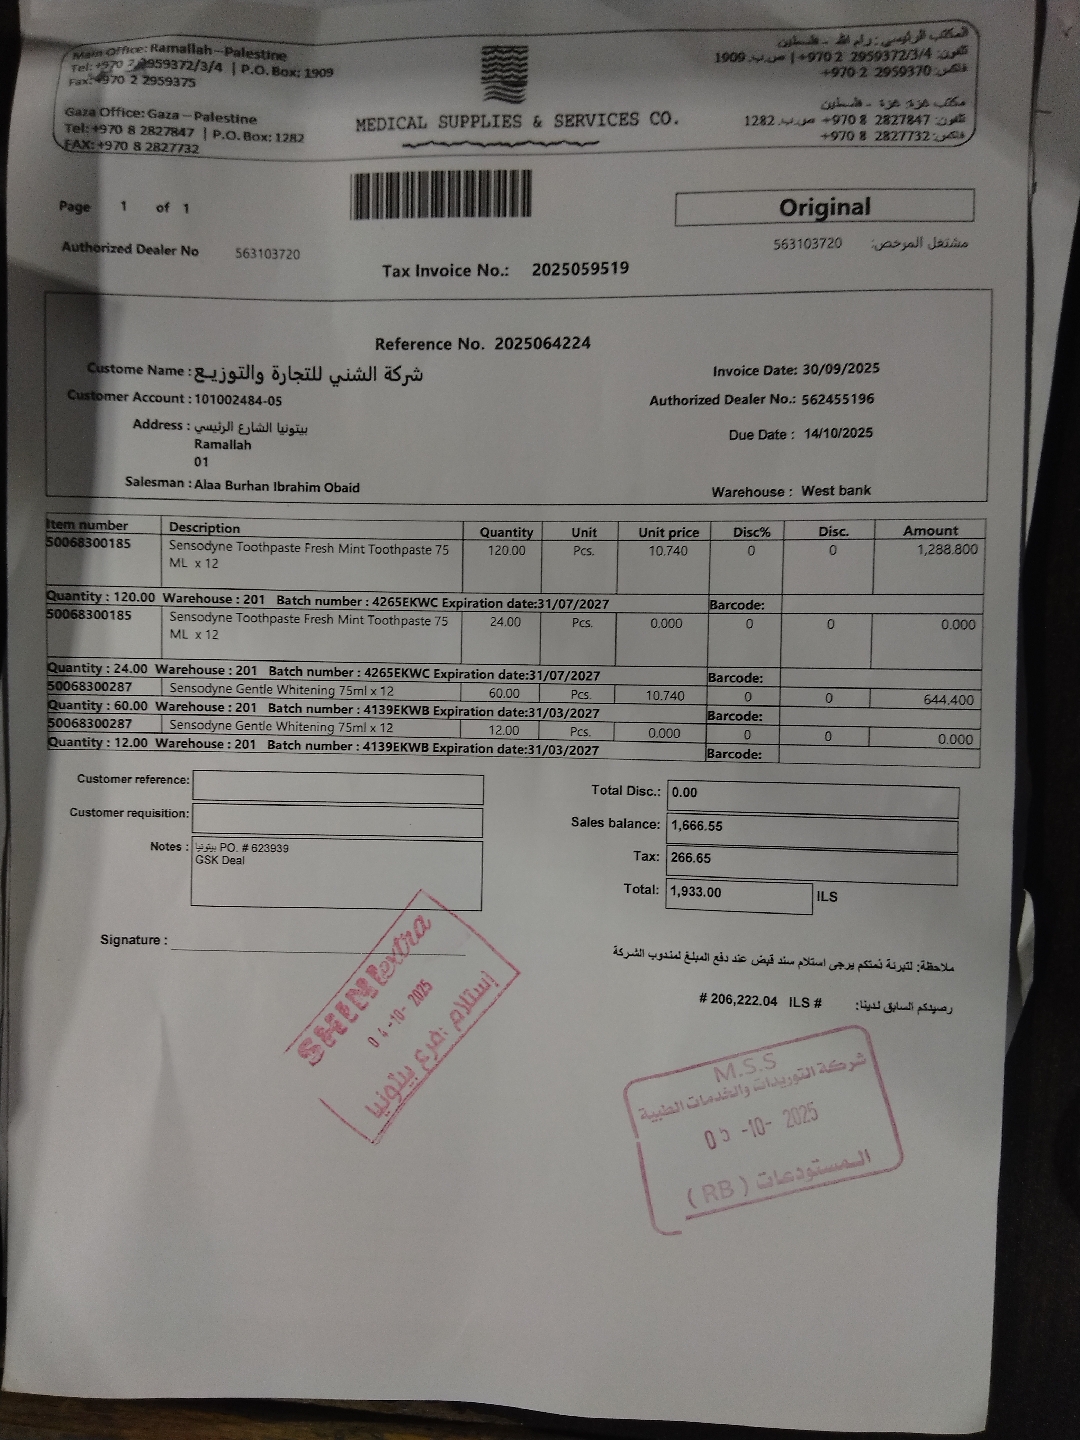 Main Office: Ramallah–Palestine
Tel: +970 2 2959372/3/4 | P.O. Box: 1909
Fax: +970 2 2959375
Gaza Office: Gaza – Palestine
Tel: +970 8 2827847 | P.O. Box: 1282
FAX: +970 8 2827732
MEDICAL SUPPLIES & SERVICES CO.
المكتب الرئيسي: رام الله - فلسطين
تلفون: +970 2 2959372/3/4 | ص.ب. 1909
فاكس: +970 2 2959370
مكتب غزة: غزة - فلسطين
تلفون: +970 8 2827847 ص.ب. 1282
فاكس: +970 8 2827732
Page 1 of 1
Original
Authorized Dealer No 563103720
مشتغل المرخص: 563103720
Tax Invoice No.: 2025059519
Reference No. 2025064224
Custome Name : شركة الشني للتجارة والتوزيع
Invoice Date: 30/09/2025
Customer Account : 101002484-05
Authorized Dealer No.: 562455196
Address : بيتونيا الشارع الرئيسي
Ramallah
01
Due Date : 14/10/2025
Salesman : Alaa Burhan Ibrahim Obaid
Warehouse : West bank
Item number Description Quantity Unit Unit price Disc% Disc. Amount
50068300185 Sensodyne Toothpaste Fresh Mint Toothpaste 75 120.00 Pcs. 10.740 0 0 1,288.800
ML x 12
Quantity : 120.00 Warehouse : 201 Batch number : 4265EKWC Expiration date:31/07/2027 Barcode:
50068300185 Sensodyne Toothpaste Fresh Mint Toothpaste 75 24.00 Pcs. 0.000 0 0 0.000
ML x 12
Quantity : 24.00 Warehouse : 201 Batch number : 4265EKWC Expiration date:31/07/2027 Barcode:
50068300287 Sensodyne Gentle Whitening 75ml x 12 60.00 Pcs. 10.740 0 0 644.400
Quantity : 60.00 Warehouse : 201 Batch number : 4139EKWB Expiration date:31/03/2027 Barcode:
50068300287 Sensodyne Gentle Whitening 75ml x 12 12.00 Pcs. 0.000 0 0 0.000
Quantity : 12.00 Warehouse : 201 Batch number : 4139EKWB Expiration date:31/03/2027 Barcode:
Customer reference:
Customer requisition:
Notes : PO. # 623939
GSK Deal
Total Disc.: 0.00
Sales balance: 1,666.55
Tax: 266.65
Total: 1,933.00 ILS
Signature :
ملاحظة: لتبرئة ذمتكم يرجى استلام سند قبض عند دفع المبلغ لمندوب الشركة
رصيدكم السابق لدينا: # 206,222.04 ILS #
SHINI extra
04-10-2025
إستلام :فرع بيتونيا
M.S.S
شركة التوريدات والخدمات الطبية
-10- 2025
المستودعات ( RB )